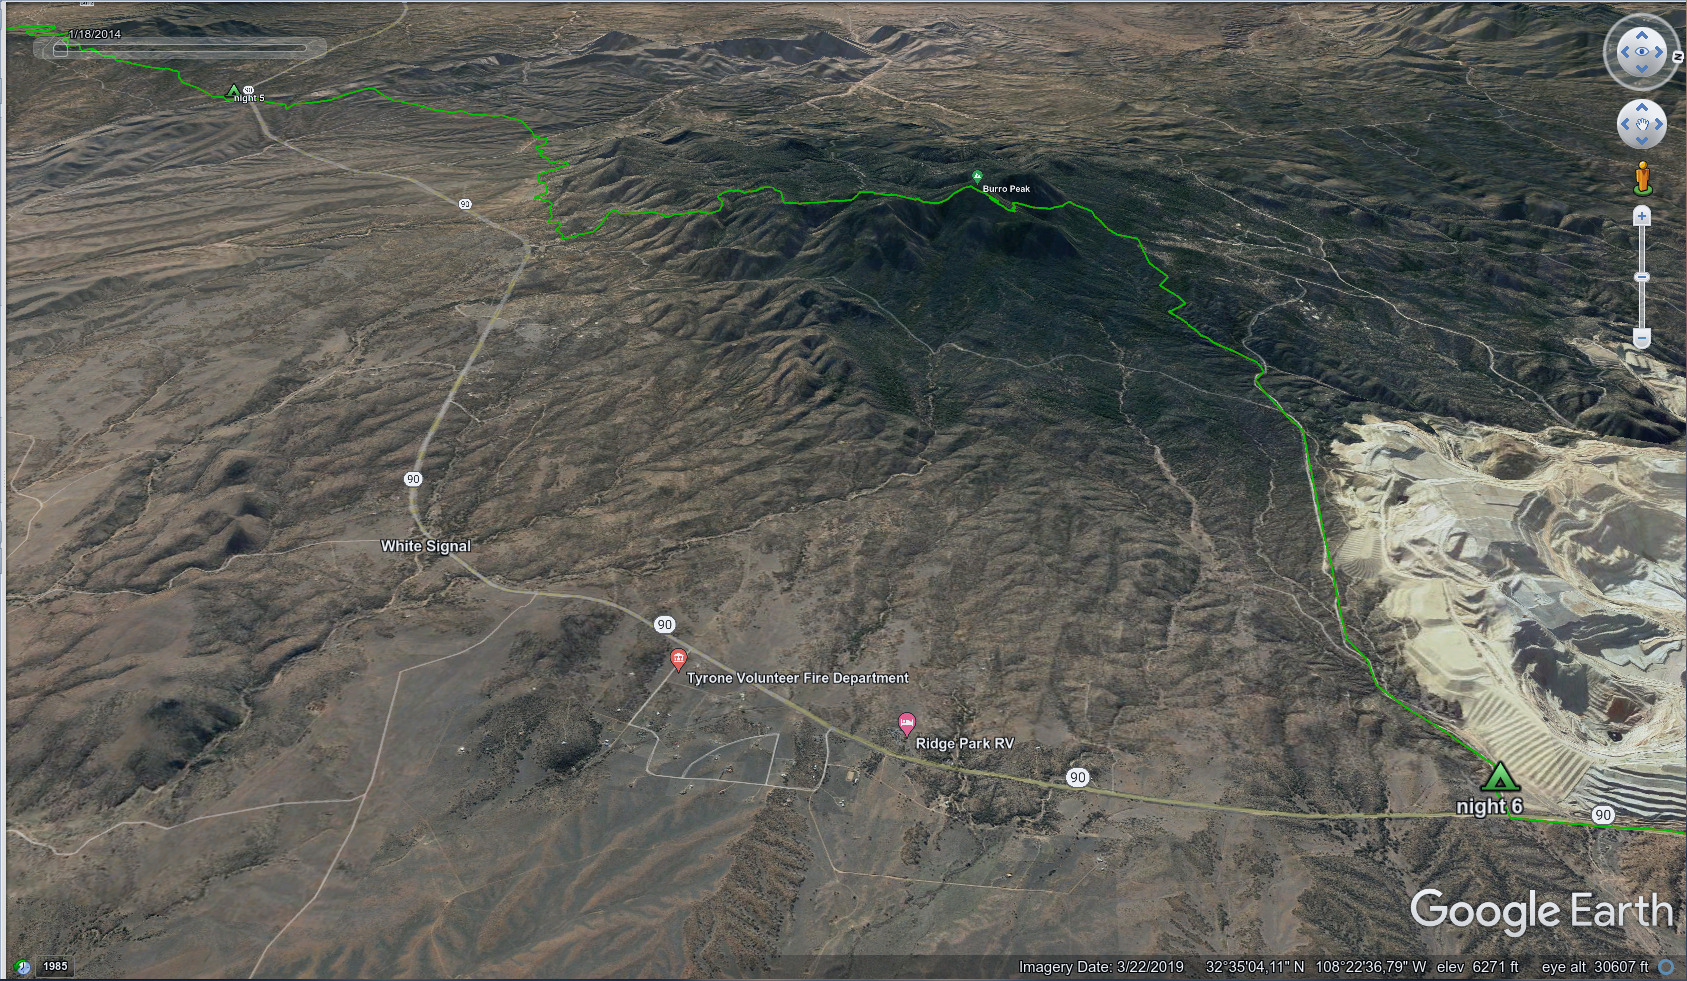 1/18/2014
90
night 5
N
Burro Peak
90
90
White Signal
90
Tyrone Volunteer Fire Department
Ridge Park RV
90
night 6
90
Google Earth
1985
Imagery Date: 3/22/2019 32°35'04,11" N 108°22'36,79" W elev 6271 ft eye alt 30607 ft